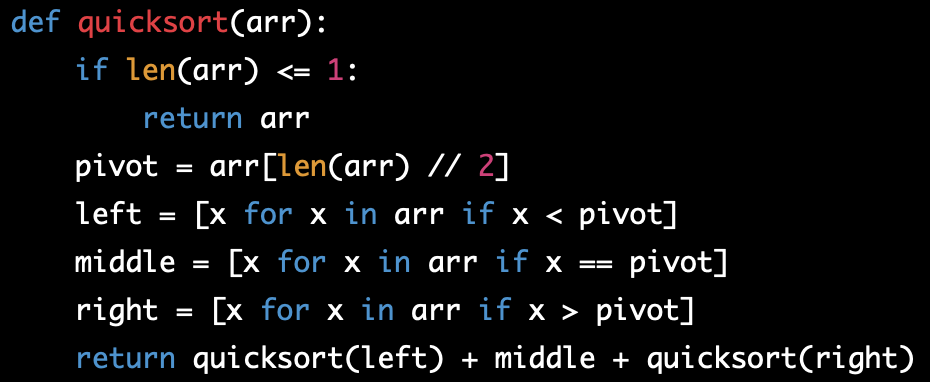 def quicksort(arr):
    if len(arr) <= 1:
        return arr
    pivot = arr[len(arr) // 2]
    left = [x for x in arr if x < pivot]
    middle = [x for x in arr if x == pivot]
    right = [x for x in arr if x > pivot]
    return quicksort(left) + middle + quicksort(right)